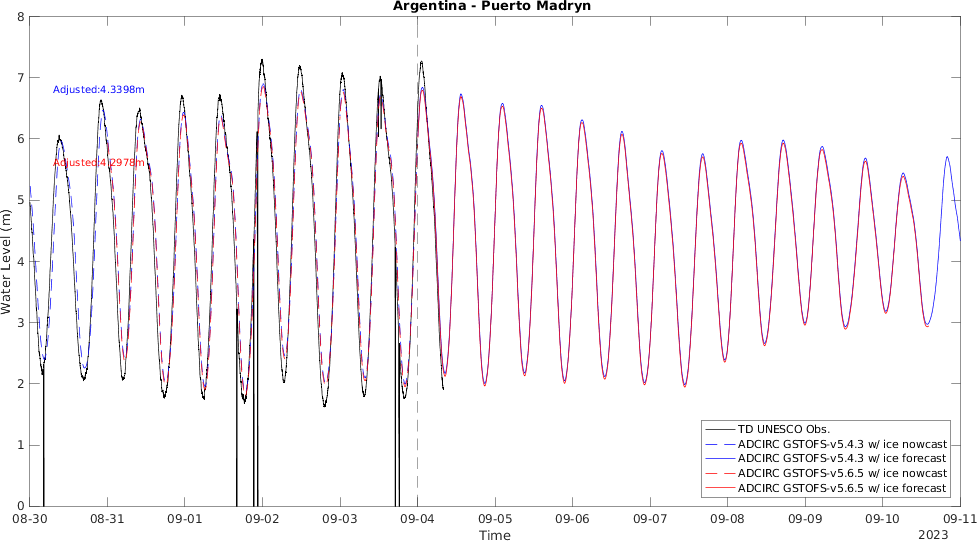 Argentina - Puerto Madryn
8
7
6
5
4
3
2
1
0
Water Level (m)
Adjusted:4.3398m
Adjusted:4.2978m
TD UNESCO Obs.
ADCIRC GSTOFS-v5.4.3 w/ ice nowcast
ADCIRC GSTOFS-v5.4.3 w/ ice forecast
ADCIRC GSTOFS-v5.6.5 w/ ice nowcast
ADCIRC GSTOFS-v5.6.5 w/ ice forecast
08-30 08-31 09-01 09-02 09-03 09-04 09-05 09-06 09-07 09-08 09-09 09-10 09-11
Time
2023